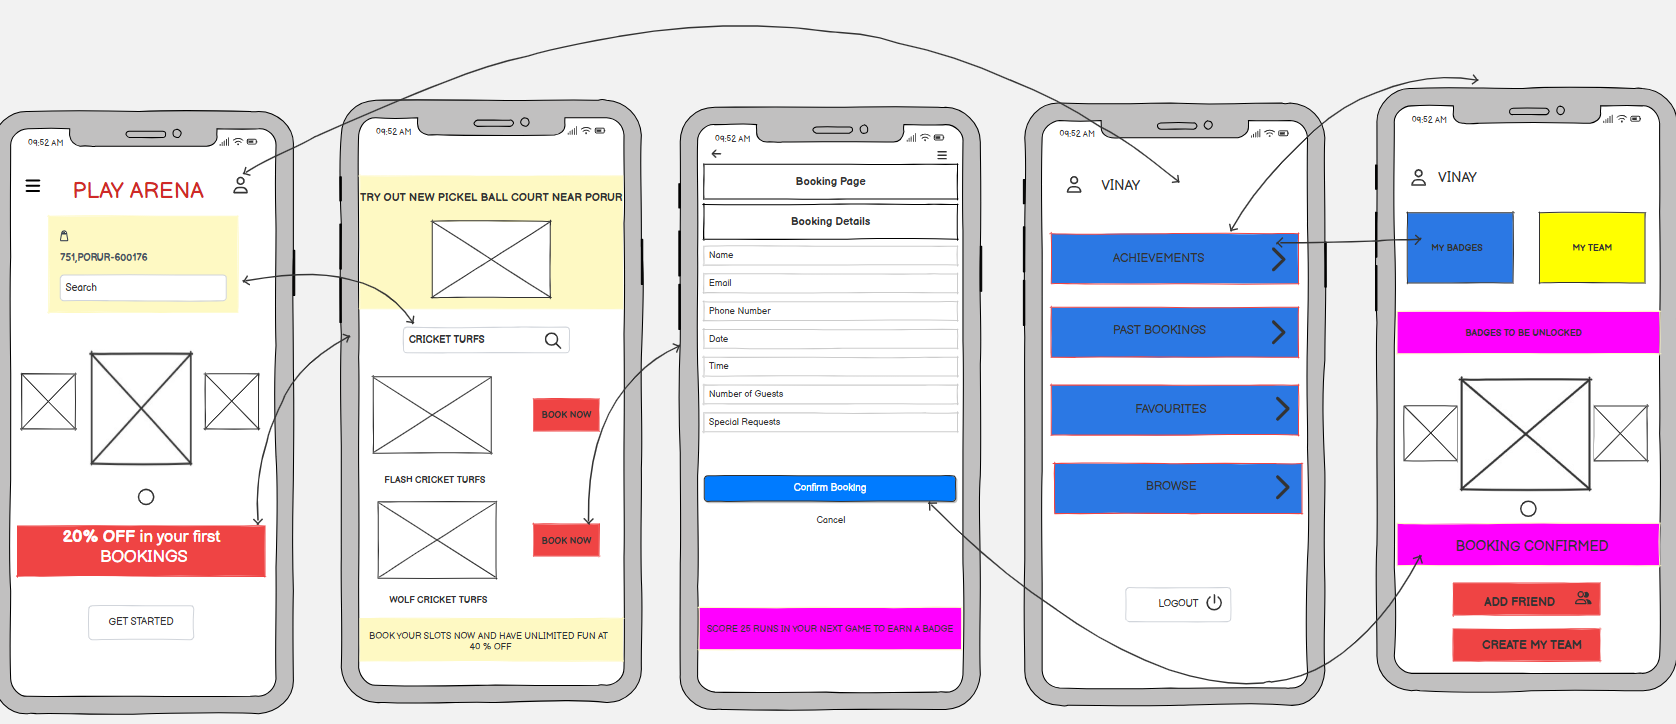 09:52 AM
PLAY ARENA
751,PORUR-600176
Search
20% OFF in your first
BOOKINGS
GET STARTED
09:52 AM
TRY OUT NEW PICKEL BALL COURT NEAR PORUR
CRICKET TURFS
BOOK NOW
FLASH CRICKET TURFS
BOOK NOW
WOLF CRICKET TURFS
BOOK YOUR SLOTS NOW AND HAVE UNLIMITED FUN AT
40 % OFF
09:52 AM
Booking Page
Booking Details
Name
Email
Phone Number
Date
Time
Number of Guests
Special Requests
Confirm Booking
Cancel
SCORE 25 RUNS IN YOUR NEXT GAME TO EARN A BADGE
09:52 AM
VINAY
ACHIEVEMENTS
PAST BOOKINGS
FAVOURITES
BROWSE
LOGOUT
09:52 AM
VINAY
MY BADGES
MY TEAM
BADGES TO BE UNLOCKED
BOOKING CONFIRMED
ADD FRIEND
CREATE MY TEAM